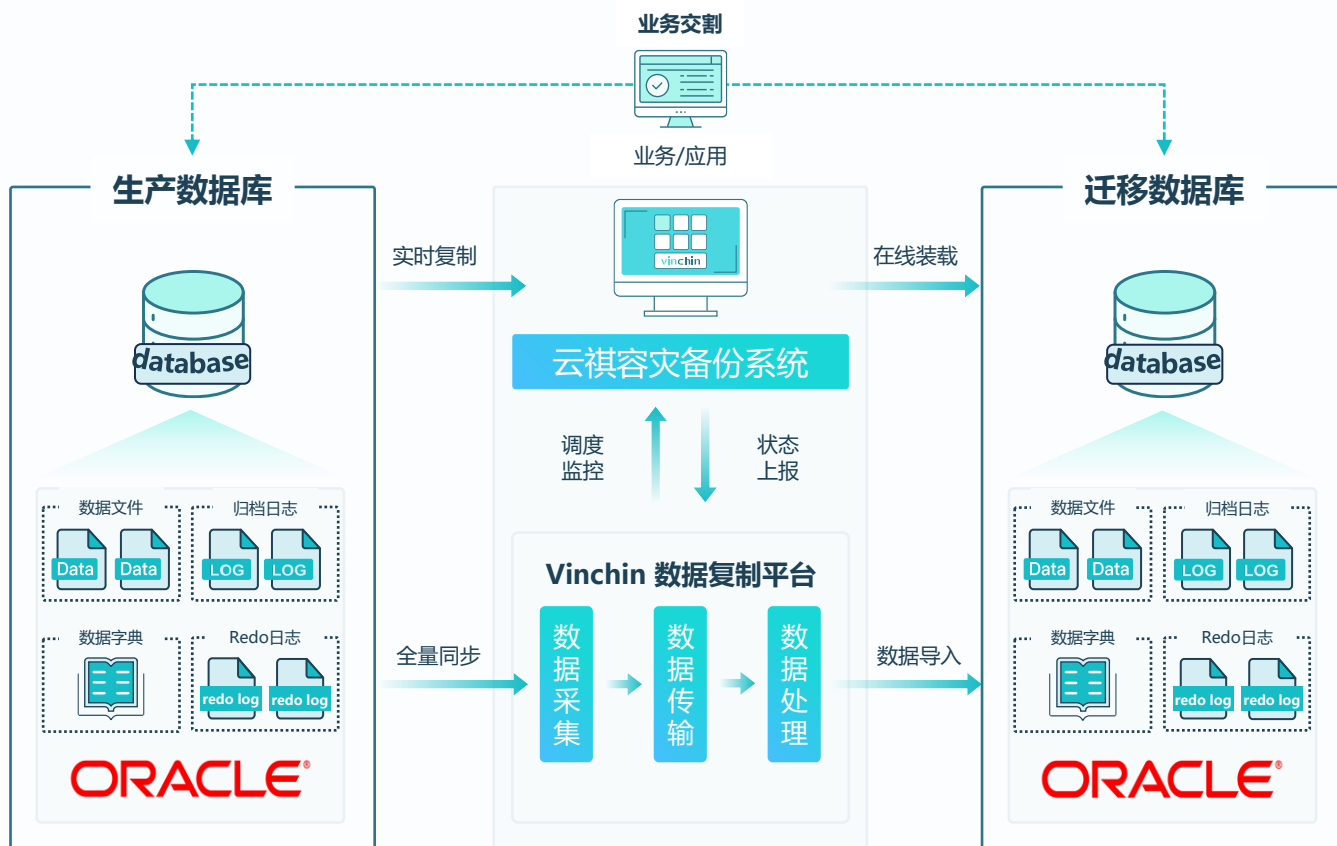 业务交割
业务/应用
生产数据库
database
数据文件
Data
Data
归档日志
LOG
LOG
数据字典
Redo日志
redo log
redo log
ORACLE®
实时复制
全量同步
vinchin
云祺容灾备份系统
调度
监控
状态
上报
Vinchin 数据复制平台
数据采集
数据传输
数据处理
在线装载
数据导入
迁移数据库
database
数据文件
Data
Data
归档日志
LOG
LOG
数据字典
Redo日志
redo log
redo log
ORACLE®